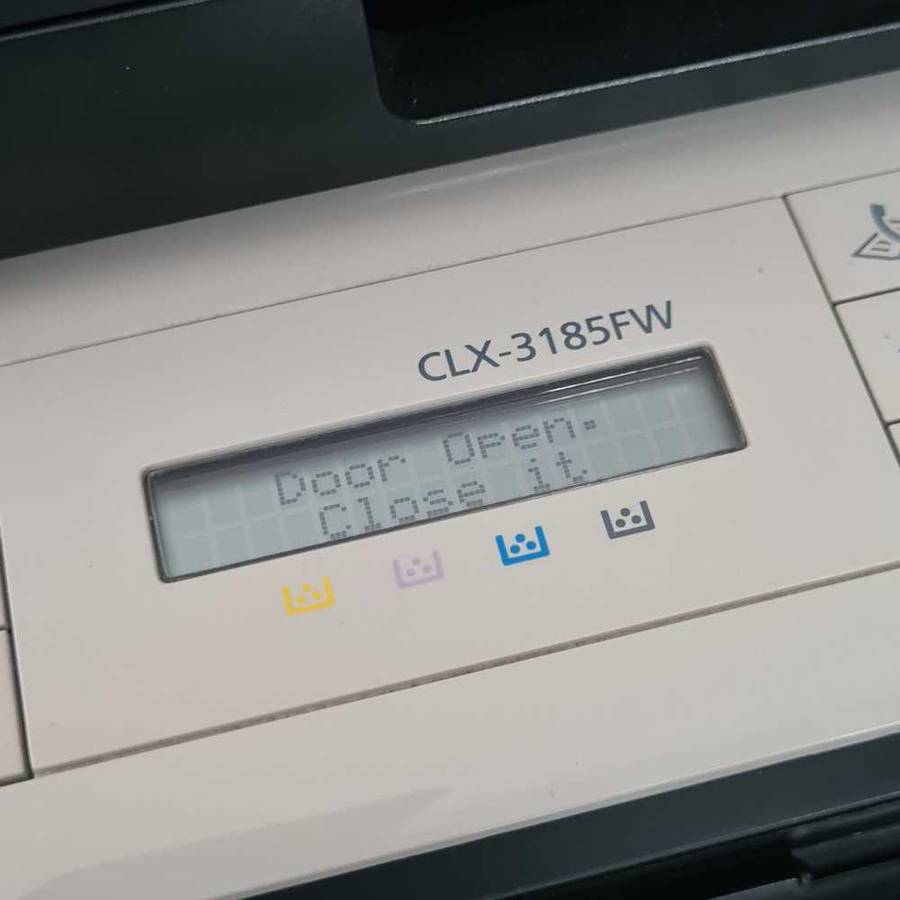 CLX-3185FW
Door Open.
Close it